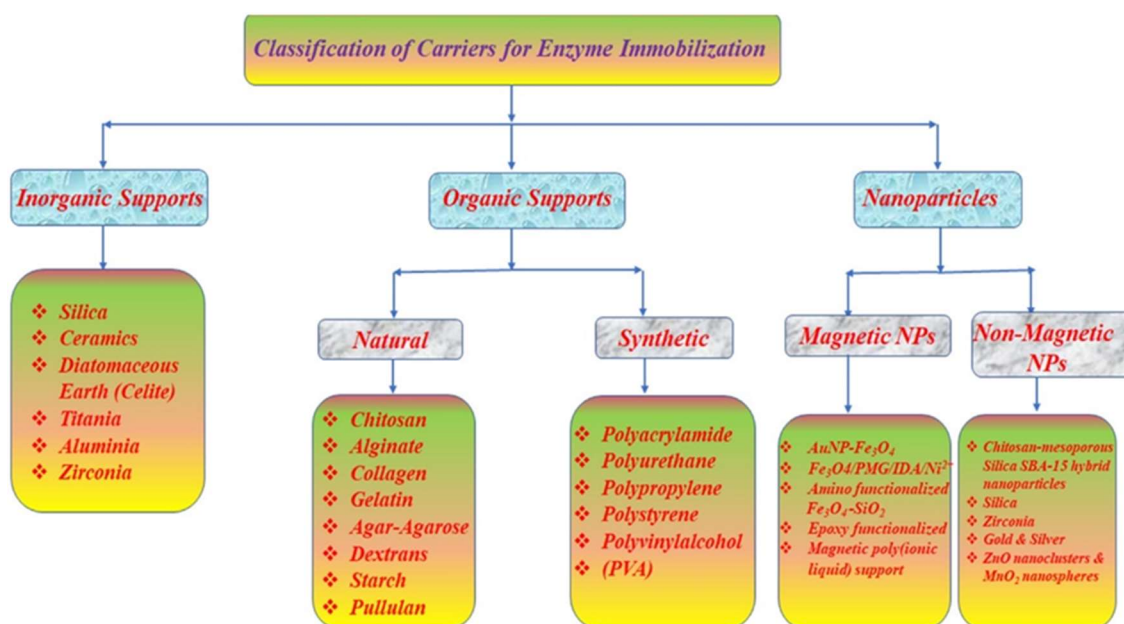 Classification of Carriers for Enzyme Immobilization
Inorganic Supports
Organic Supports
Nanoparticles
❖ Silica
❖ Ceramics
❖ Diatomaceous
Earth (Celite)
❖ Titania
❖ Aluminia
❖ Zirconia
Natural
Synthetic
Magnetic NPs
Non-Magnetic
NPs
❖ Chitosan
❖ Alginate
❖ Collagen
❖ Gelatin
❖ Agar-Agarose
❖ Dextrans
❖ Starch
❖ Pullulan
❖ Polyacrylamide
❖ Polyurethane
❖ Polypropylene
❖ Polystyrene
❖ Polyvinylalcohol
❖ (PVA)
❖ AuNP-Fe₃O₄
❖ Fe₃O4/PMG/IDA/Ni²⁺
❖ Amino functionalized
Fe₃O₄-SiO₂
❖ Epoxy functionalized
❖ Magnetic poly(ionic
liquid) support
❖ Chitosan-mesoporous
Silica SBA-15 hybrid
nanoparticles
❖ Silica
❖ Zirconia
❖ Gold & Silver
❖ ZnO nanoclusters &
MnO₂ nanospheres